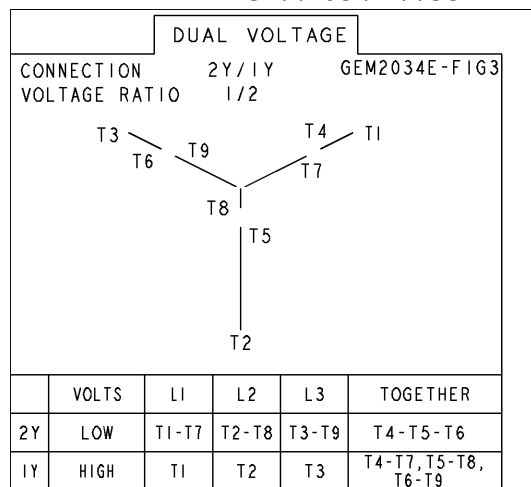 DUAL VOLTAGE
CONNECTION 2Y/1Y GEM2034E-FIG3
VOLTAGE RATIO 1/2
T3 T4 T1
T6 T9 T7
T8
T5
T2
VOLTS L1 L2 L3 TOGETHER
2Y LOW T1-T7 T2-T8 T3-T9 T4-T5-T6
1Y HIGH T1 T2 T3 T4-T7,T5-T8,
T6-T9